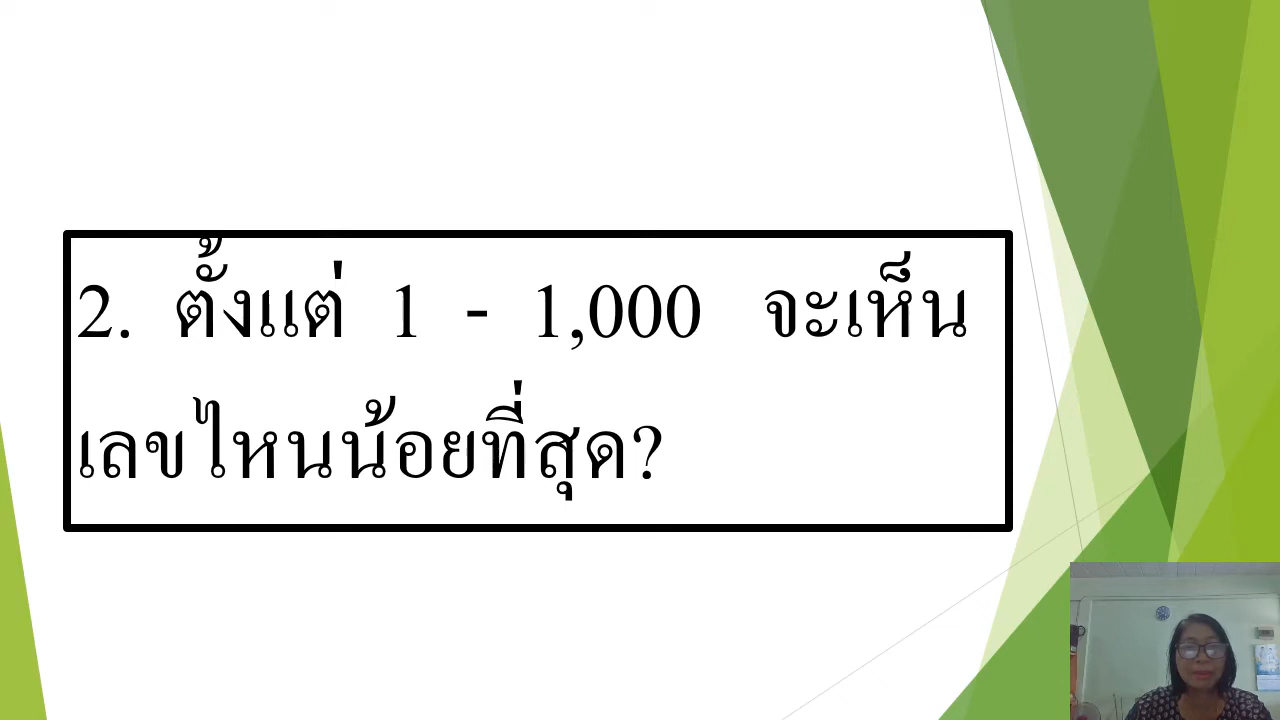 2. ตั้งแต่ 1 - 1,000 จะเห็น
เลขไหนน้อยที่สุด?